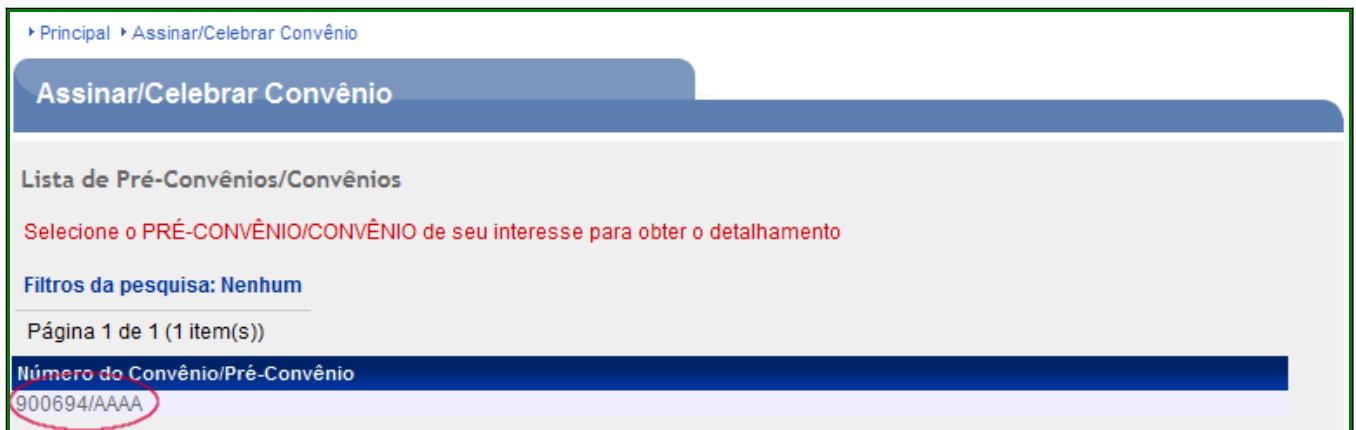 Principal Assinar/Celebrar Convênio
Assinar/Celebrar Convênio
Lista de Pré-Convênios/Convênios
Selecione o PRÉ-CONVÊNIO/CONVÊNIO de seu interesse para obter o detalhamento
Filtros da pesquisa: Nenhum
Página 1 de 1 (1 item(s))
Número do Convênio/Pré-Convênio
900694/AAAA